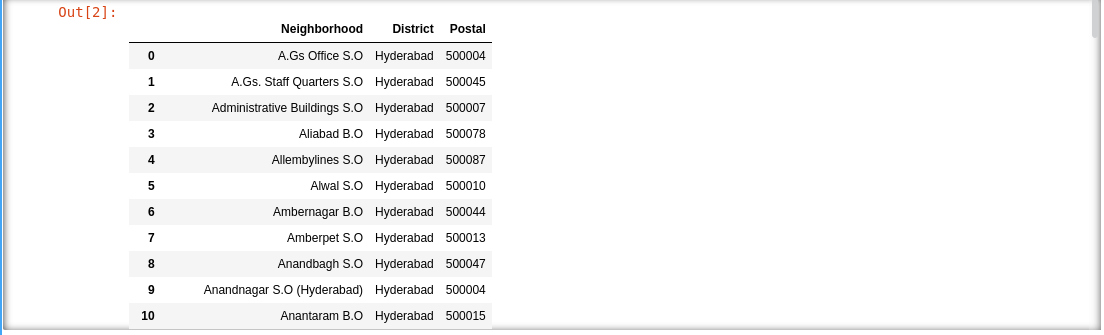 Out[2]:
Neighborhood District Postal
0 A.Gs Office S.O Hyderabad 500004
1 A.Gs. Staff Quarters S.O Hyderabad 500045
2 Administrative Buildings S.O Hyderabad 500007
3 Aliabad B.O Hyderabad 500078
4 Allembylines S.O Hyderabad 500087
5 Alwal S.O Hyderabad 500010
6 Ambernagar B.O Hyderabad 500044
7 Amberpet S.O Hyderabad 500013
8 Anandbagh S.O Hyderabad 500047
9 Anandnagar S.O (Hyderabad) Hyderabad 500004
10 Anantaram B.O Hyderabad 500015